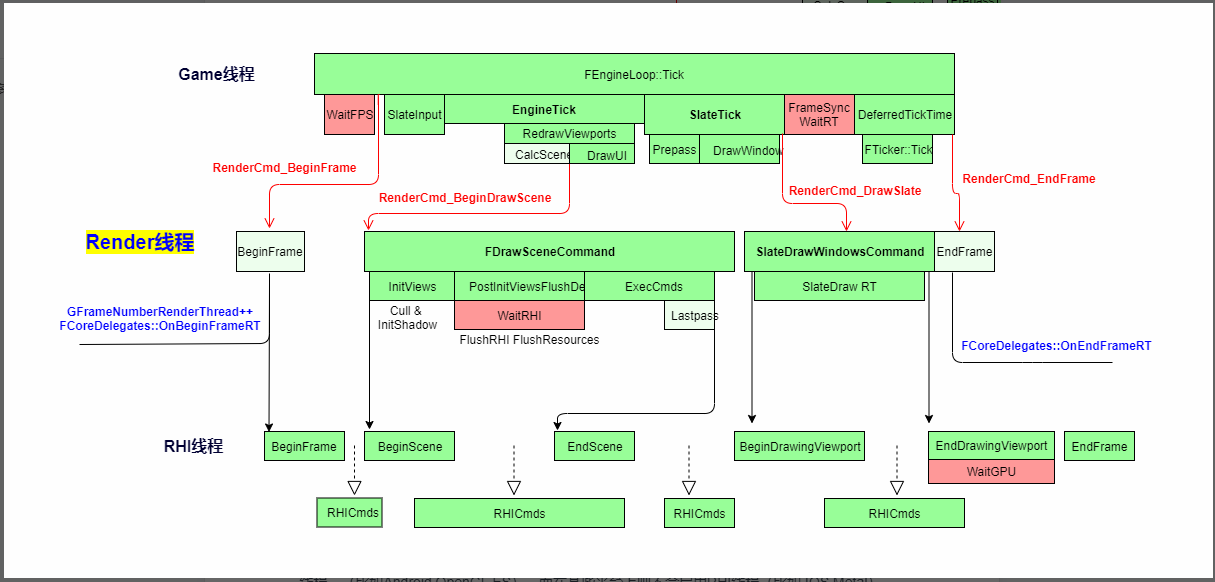 Game线程
FEngineLoop::Tick
WaitFPS
SlateInput
EngineTick
SlateTick
FrameSync
WaitRT
DeferredTickTime
RedrawViewports
CalcScene
DrawUI
Prepass
DrawWindow
FTicker::Tick
RenderCmd_BeginFrame
RenderCmd_BeginDrawScene
RenderCmd_DrawSlate
RenderCmd_EndFrame
Render线程
BeginFrame
FDrawSceneCommand
SlateDrawWindowsCommand
EndFrame
InitViews
PostInitViewsFlushDe
ExecCmds
SlateDraw RT
Cull &
InitShadow
WaitRHI
Lastpass
FlushRHI FlushResources
GFrameNumberRenderThread++
FCoreDelegates::OnBeginFrameRT
FCoreDelegates::OnEndFrameRT
RHI线程
BeginFrame
BeginScene
EndScene
BeginDrawingViewport
EndDrawingViewport
EndFrame
WaitGPU
RHICmds
RHICmds
RHICmds
RHICmds